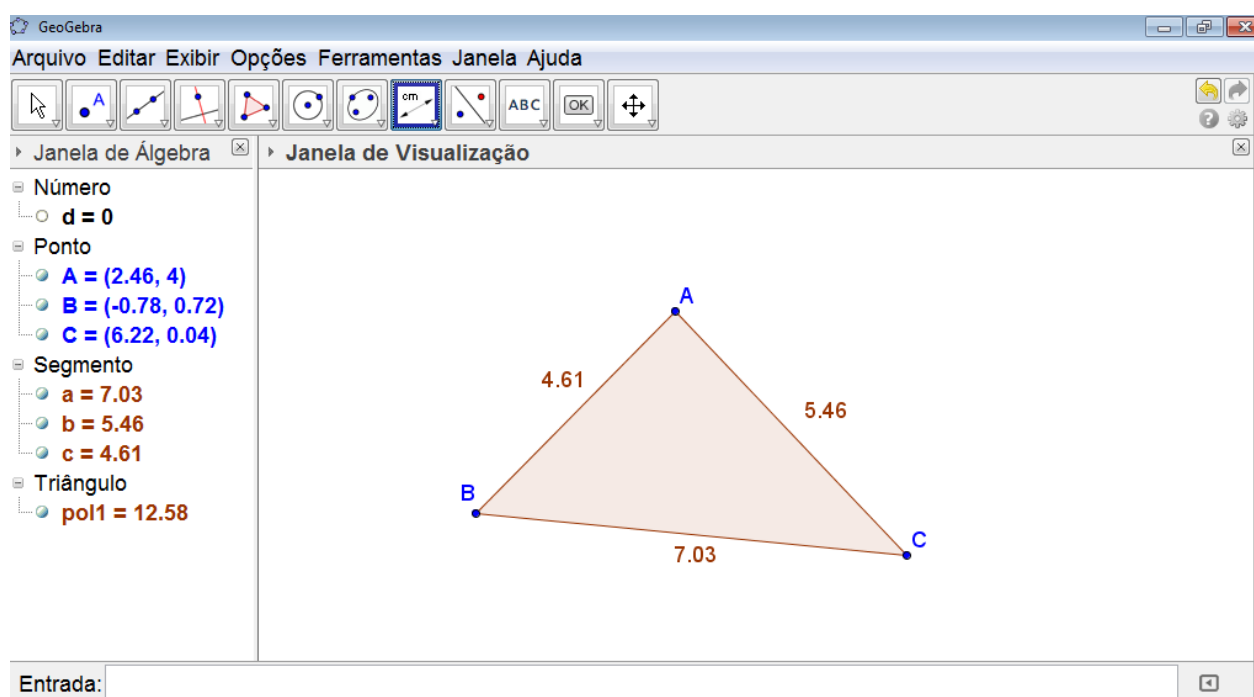 GeoGebra
Arquivo Editar Exibir Opções Ferramentas Janela Ajuda
A cm ABC OK
Janela de Álgebra
Janela de Visualização
Número
d = 0
Ponto
A = (2.46, 4)
B = (-0.78, 0.72)
C = (6.22, 0.04)
Segmento
a = 7.03
b = 5.46
c = 4.61
Triângulo
pol1 = 12.58
A
4.61
5.46
B
C
7.03
Entrada: